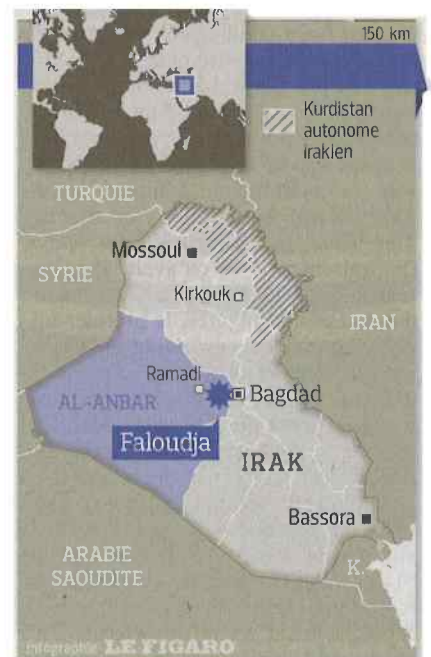 150 km
Kurdistan
autonome
irakien
TURQUIE
Mossoul
SYRIE
Kirkouk
IRAN
Ramadi
Bagdad
AL-ANBAR
Faloudja
IRAK
Bassora
ARABIE
SAOUDITE
K.
Infographie LE FIGARO